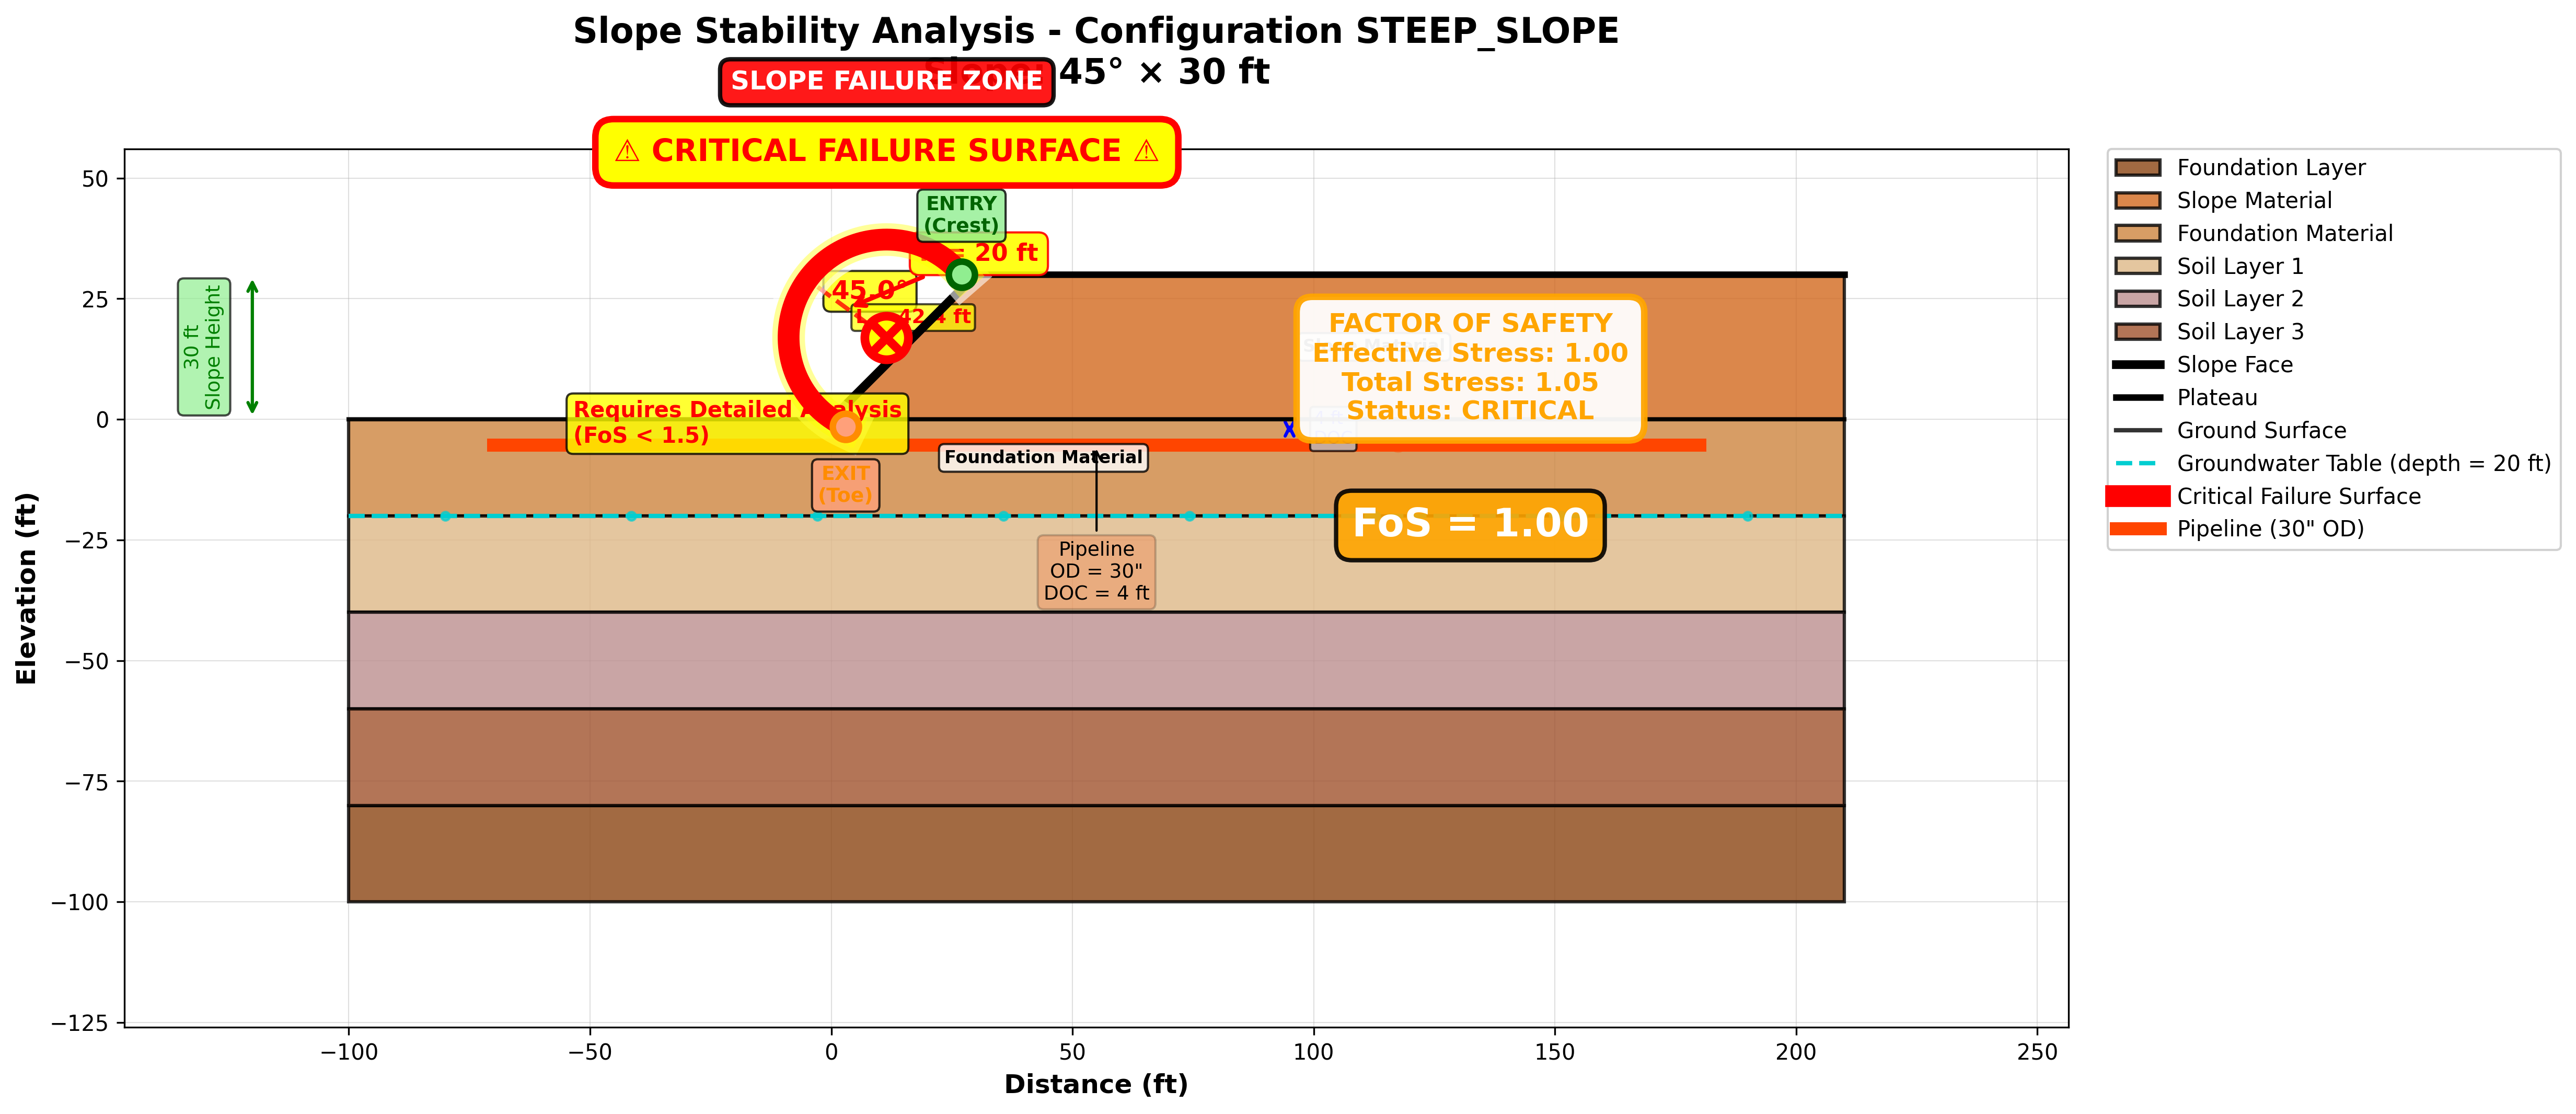 Slope Stability Analysis - Configuration STEEP_SLOPE
45° × 30 ft
SLOPE FAILURE ZONE
⚠ CRITICAL FAILURE SURFACE ⚠
ENTRY
(Crest)
= 20 ft
45.0°
42.4 ft
30 ft
Slope Height
FACTOR OF SAFETY
Effective Stress: 1.00
Total Stress: 1.05
Status: CRITICAL
Requires Detailed Analysis
(FoS < 1.5)
Foundation Material
EXIT
(Toe)
FoS = 1.00
Pipeline
OD = 30"
DOC = 4 ft
Elevation (ft)
50
25
0
−25
−50
−75
−100
−125
−100
−50
0
50
100
150
200
250
Distance (ft)
Foundation Layer
Slope Material
Foundation Material
Soil Layer 1
Soil Layer 2
Soil Layer 3
Slope Face
Plateau
Ground Surface
Groundwater Table (depth = 20 ft)
Critical Failure Surface
Pipeline (30" OD)